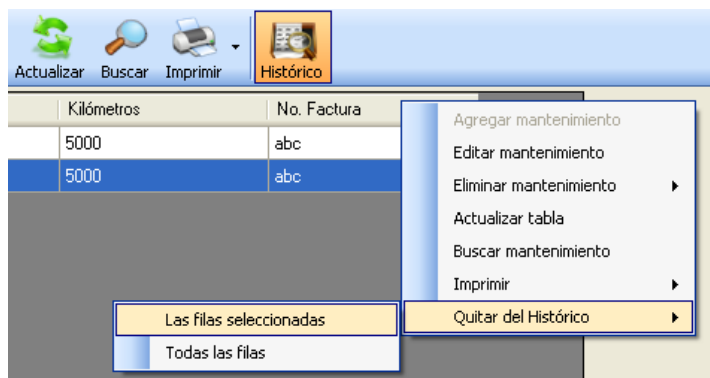 Actualizar Buscar Imprimir Histórico
Kilómetros No. Factura
5000 abc
5000 abc
Agregar mantenimiento
Editar mantenimiento
Eliminar mantenimiento
Actualizar tabla
Buscar mantenimiento
Imprimir
Quitar del Histórico
Las filas seleccionadas
Todas las filas